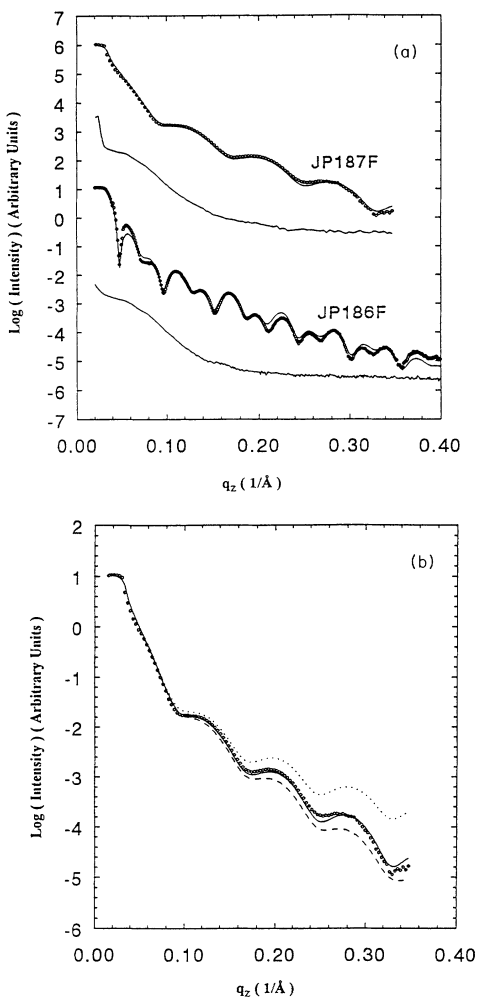 7
6
5
4
3
2
1
0
-1
-2
-3
-4
-5
-6
-7
(a)
JP187F
JP186F
Log ( Intensity ) ( Arbitrary Units )
0.00 0.10 0.20 0.30 0.40
qz ( 1/Å )
2
1
0
-1
-2
-3
-4
-5
-6
(b)
Log ( Intensity ) ( Arbitrary Units )
0.00 0.10 0.20 0.30 0.40
qz ( 1/Å )